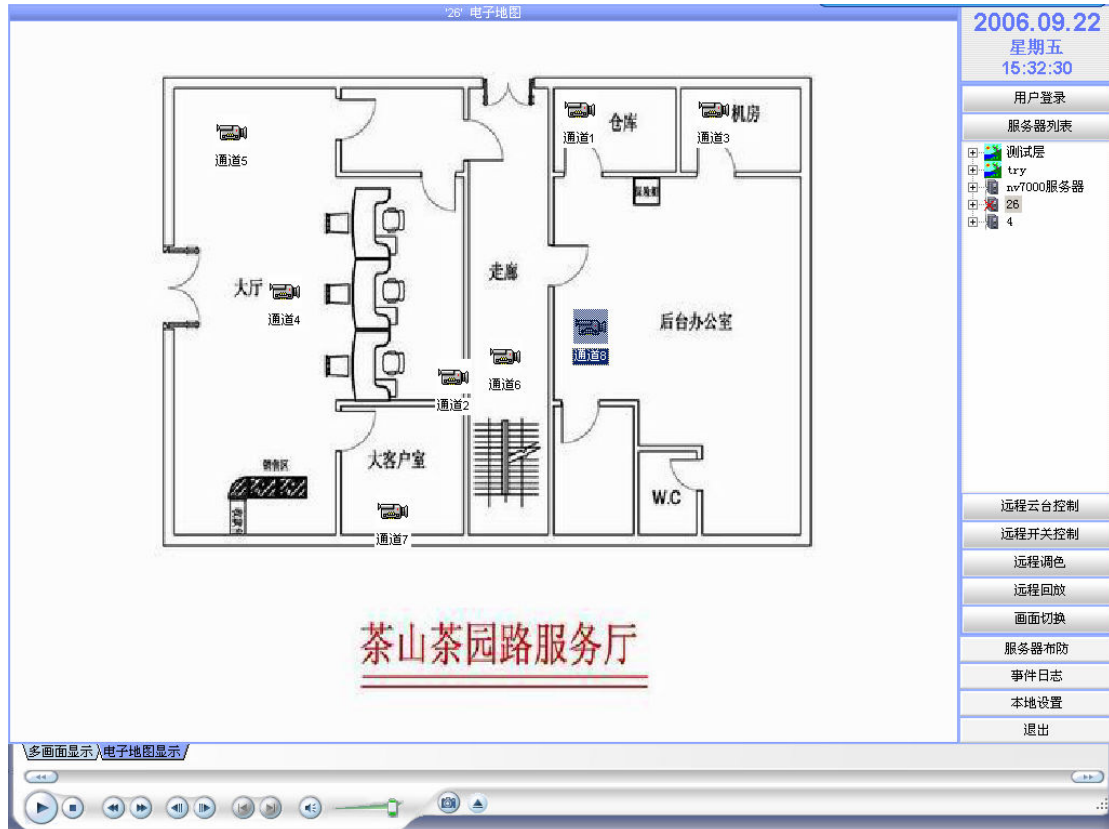 '26' 电子地图
2006.09.22
星期五
15:32:30
用户登录
服务器列表
测试层
try
nv7000服务器
26
4
通道5
通道1
仓库
通道3
机房
保险柜
大厅
通道4
走廊
通道8
后台办公室
通道2
通道6
销售区
大客户室
通道7
W.C
茶山茶园路服务厅
远程云台控制
远程开关控制
远程调色
远程回放
画面切换
服务器布防
事件日志
本地设置
退出
多画面显示
电子地图显示